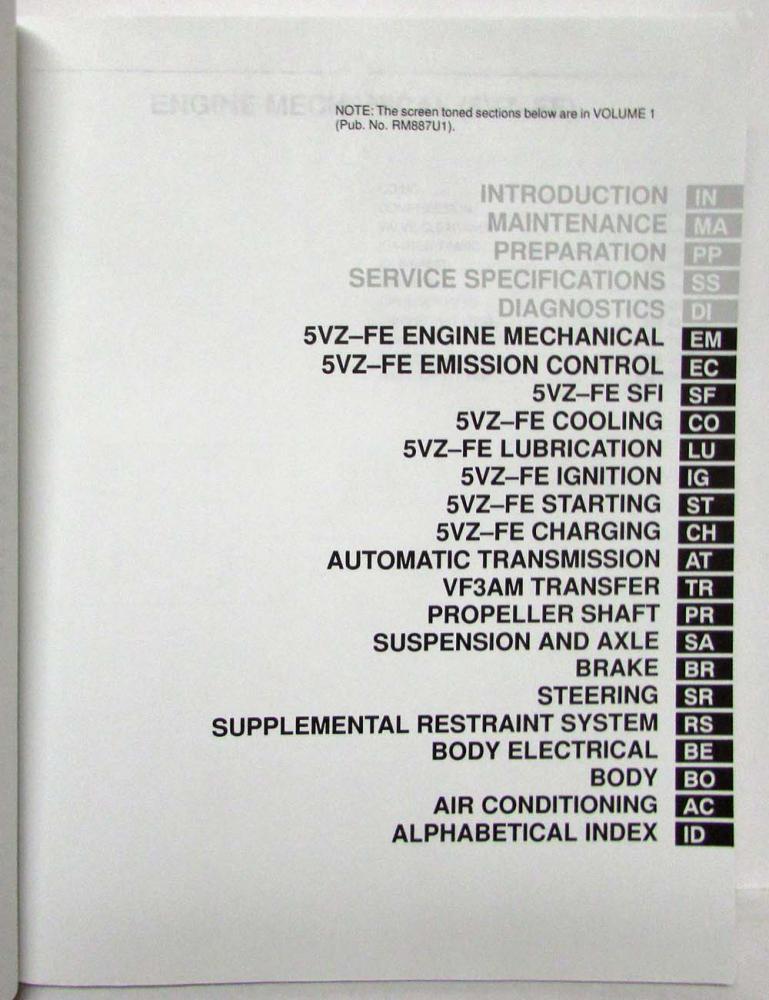 NOTE: The screen toned sections below are in VOLUME 1
(Pub. No. RM887U1).
INTRODUCTION IN
MAINTENANCE MA
PREPARATION PP
SERVICE SPECIFICATIONS SS
DIAGNOSTICS DI
5VZ–FE ENGINE MECHANICAL EM
5VZ–FE EMISSION CONTROL EC
5VZ–FE SFI SF
5VZ–FE COOLING CO
5VZ–FE LUBRICATION LU
5VZ–FE IGNITION IG
5VZ–FE STARTING ST
5VZ–FE CHARGING CH
AUTOMATIC TRANSMISSION AT
VF3AM TRANSFER TR
PROPELLER SHAFT PR
SUSPENSION AND AXLE SA
BRAKE BR
STEERING SR
SUPPLEMENTAL RESTRAINT SYSTEM RS
BODY ELECTRICAL BE
BODY BO
AIR CONDITIONING AC
ALPHABETICAL INDEX ID